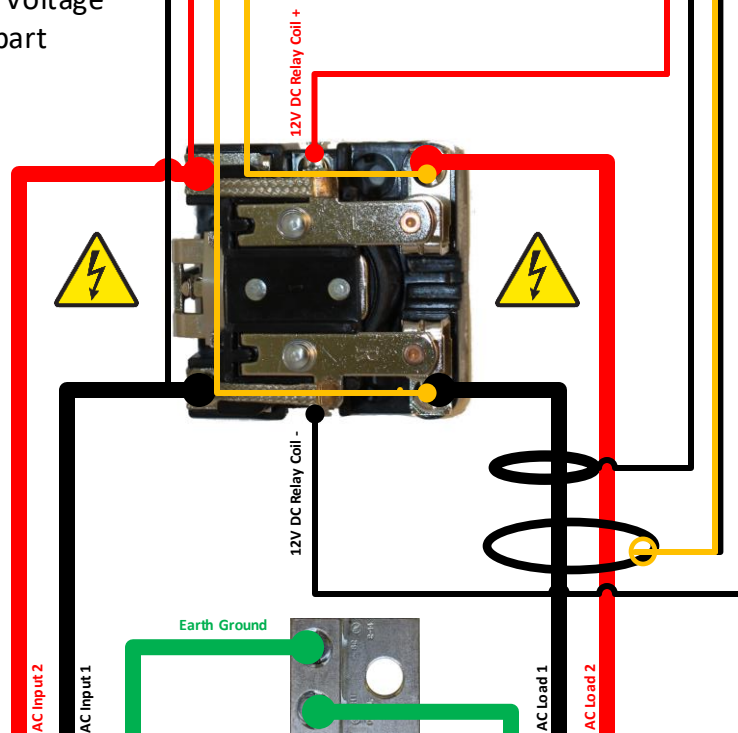 Voltage
part
12V DC Relay Coil +
12V DC Relay Coil -
Earth Ground
AC Input 2
AC Input 1
AC Load 1
AC Load 2